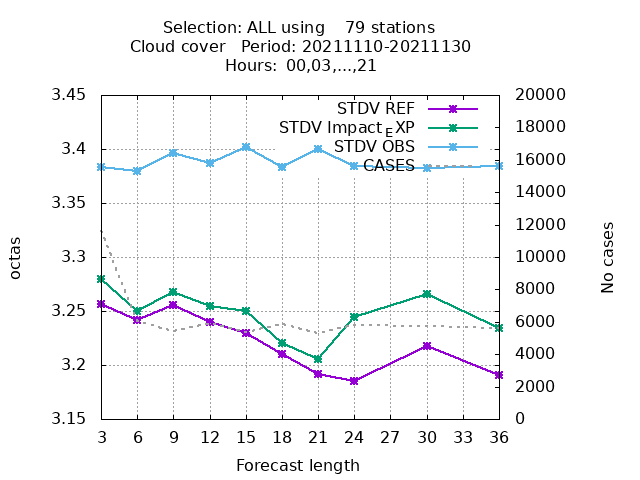 Selection: ALL using    79 stations
Cloud cover   Period: 20211110-20211130
Hours:  00,03,...,21
STDV REF
STDV Impact_EXP
STDV OBS
CASES
3.45
3.4
3.35
3.3
3.25
3.2
3.15
octas
20000
18000
16000
14000
12000
10000
8000
6000
4000
2000
0
No cases
3 6 9 12 15 18 21 24 27 30 33 36
Forecast length